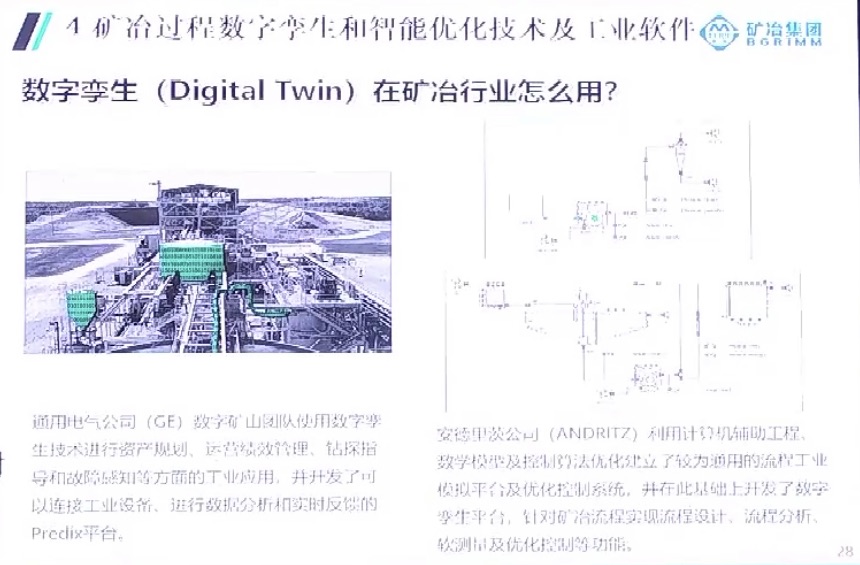 4 矿冶过程数字孪生和智能优化技术及工业软件
矿冶集团
BGRIMM
数字孪生（Digital Twin）在矿冶行业怎么用？
通用电气公司（GE）数字矿山团队使用数字孪
生技术进行资产规划、运营绩效管理、钻探指
导和故障感知等方面的工业应用，并开发了可
以连接工业设备、进行数据分析和实时反馈的
Predix平台。
安德里茨公司（ANDRITZ）利用计算机辅助工程、
数学模型及控制算法优化建立了较为通用的流程工业
模拟平台及优化控制系统，并在此基础上开发了数字
孪生平台，针对矿冶流程实现流程设计、流程分析、
软测量及优化控制等功能。
28